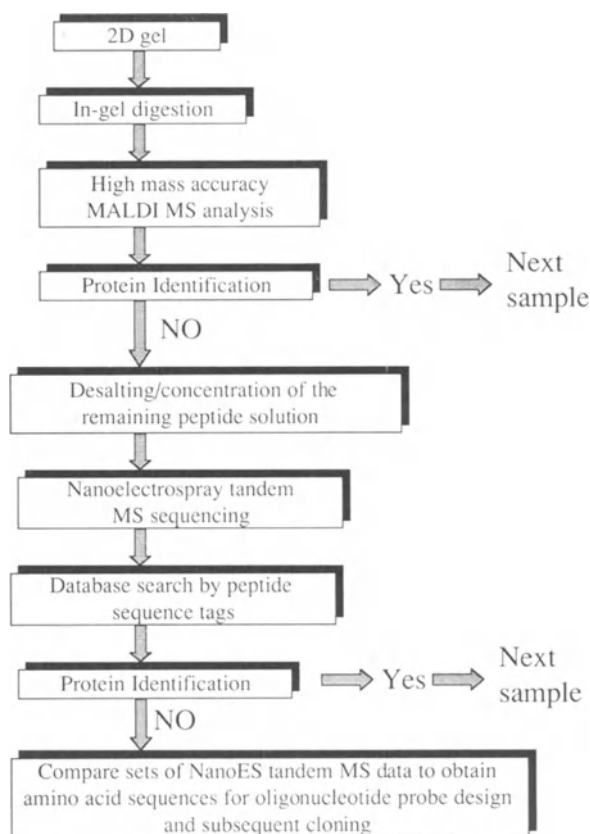 2D gel
In-gel digestion
High mass accuracy
MALDI MS analysis
Protein Identification
Yes
Next
sample
NO
Desalting/concentration of the
remaining peptide solution
Nanoelectrospray tandem
MS sequencing
Database search by peptide
sequence tags
Protein Identification
Yes
Next
sample
NO
Compare sets of NanoES tandem MS data to obtain
amino acid sequences for oligonucleotide probe design
and subsequent cloning